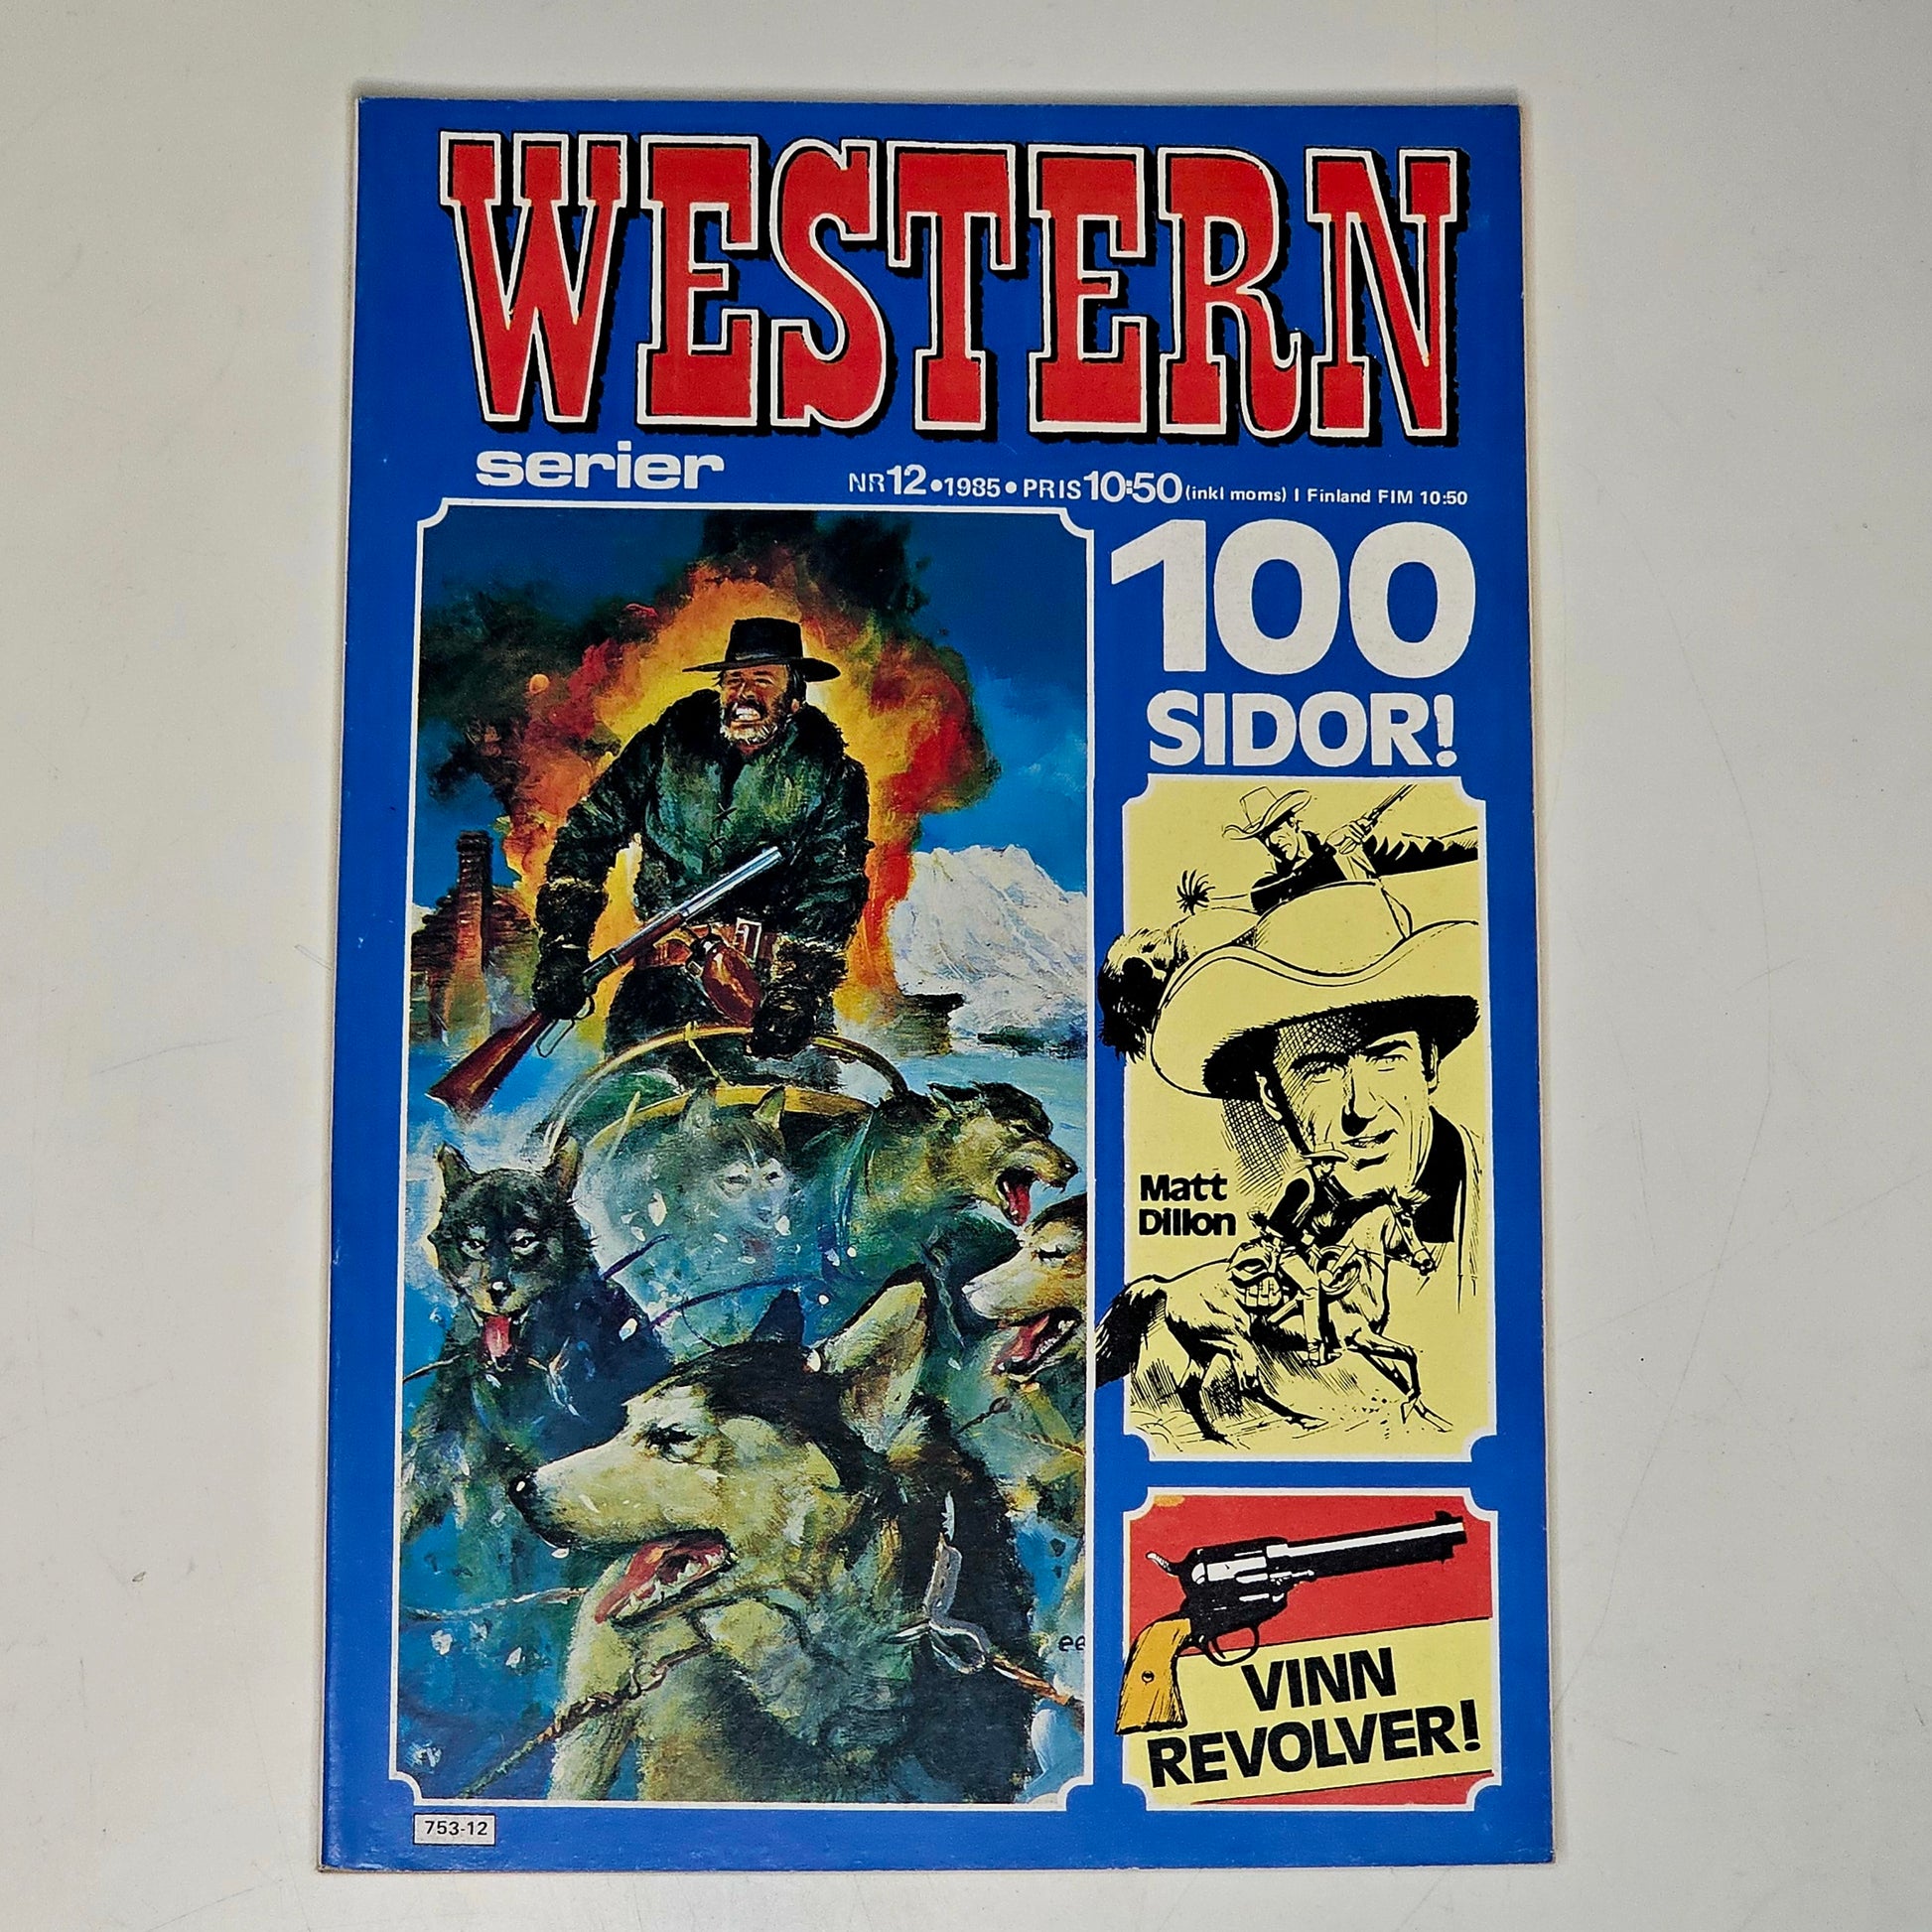 WESTERN
serier
NR 12 • 1985 • PRIS 10:50 (inkl moms) I Finland FIM 10:50
100
SIDOR!
Matt
Dillon
VINN
REVOLVER!
753-12